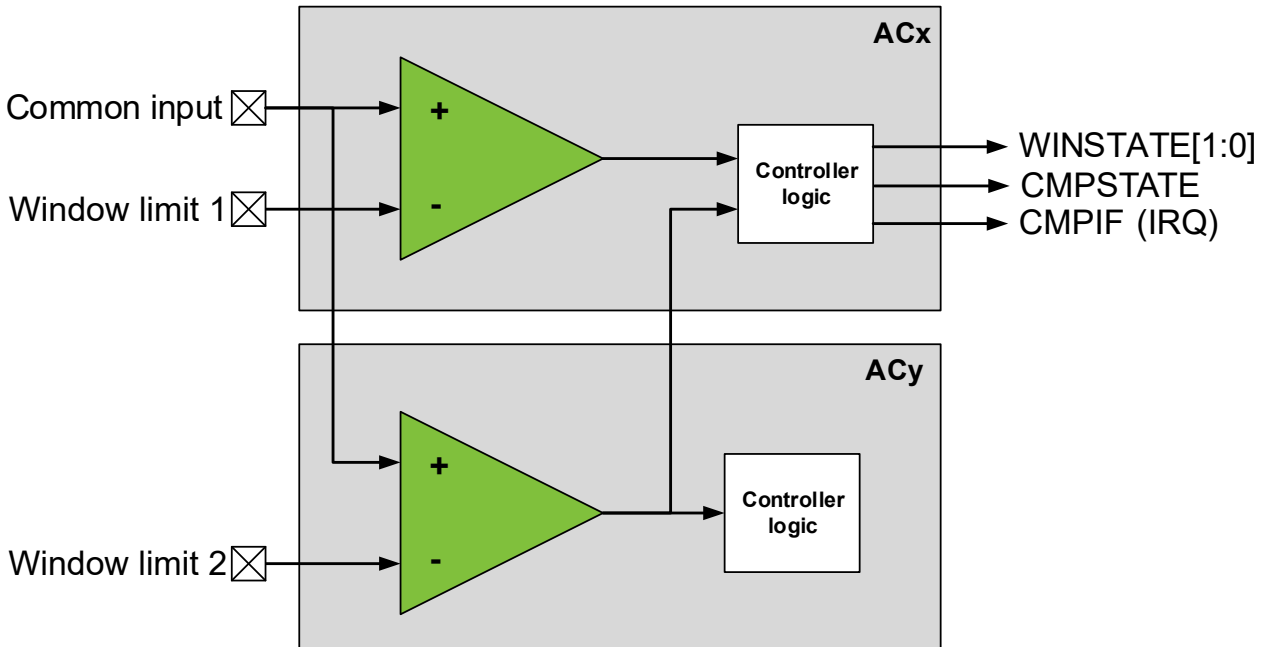 ACx
Common input
+
-
Window limit 1
Controller
logic
WINSTATE[1:0]
CMPSTATE
CMPIF (IRQ)
ACy
+
-
Window limit 2
Controller
logic